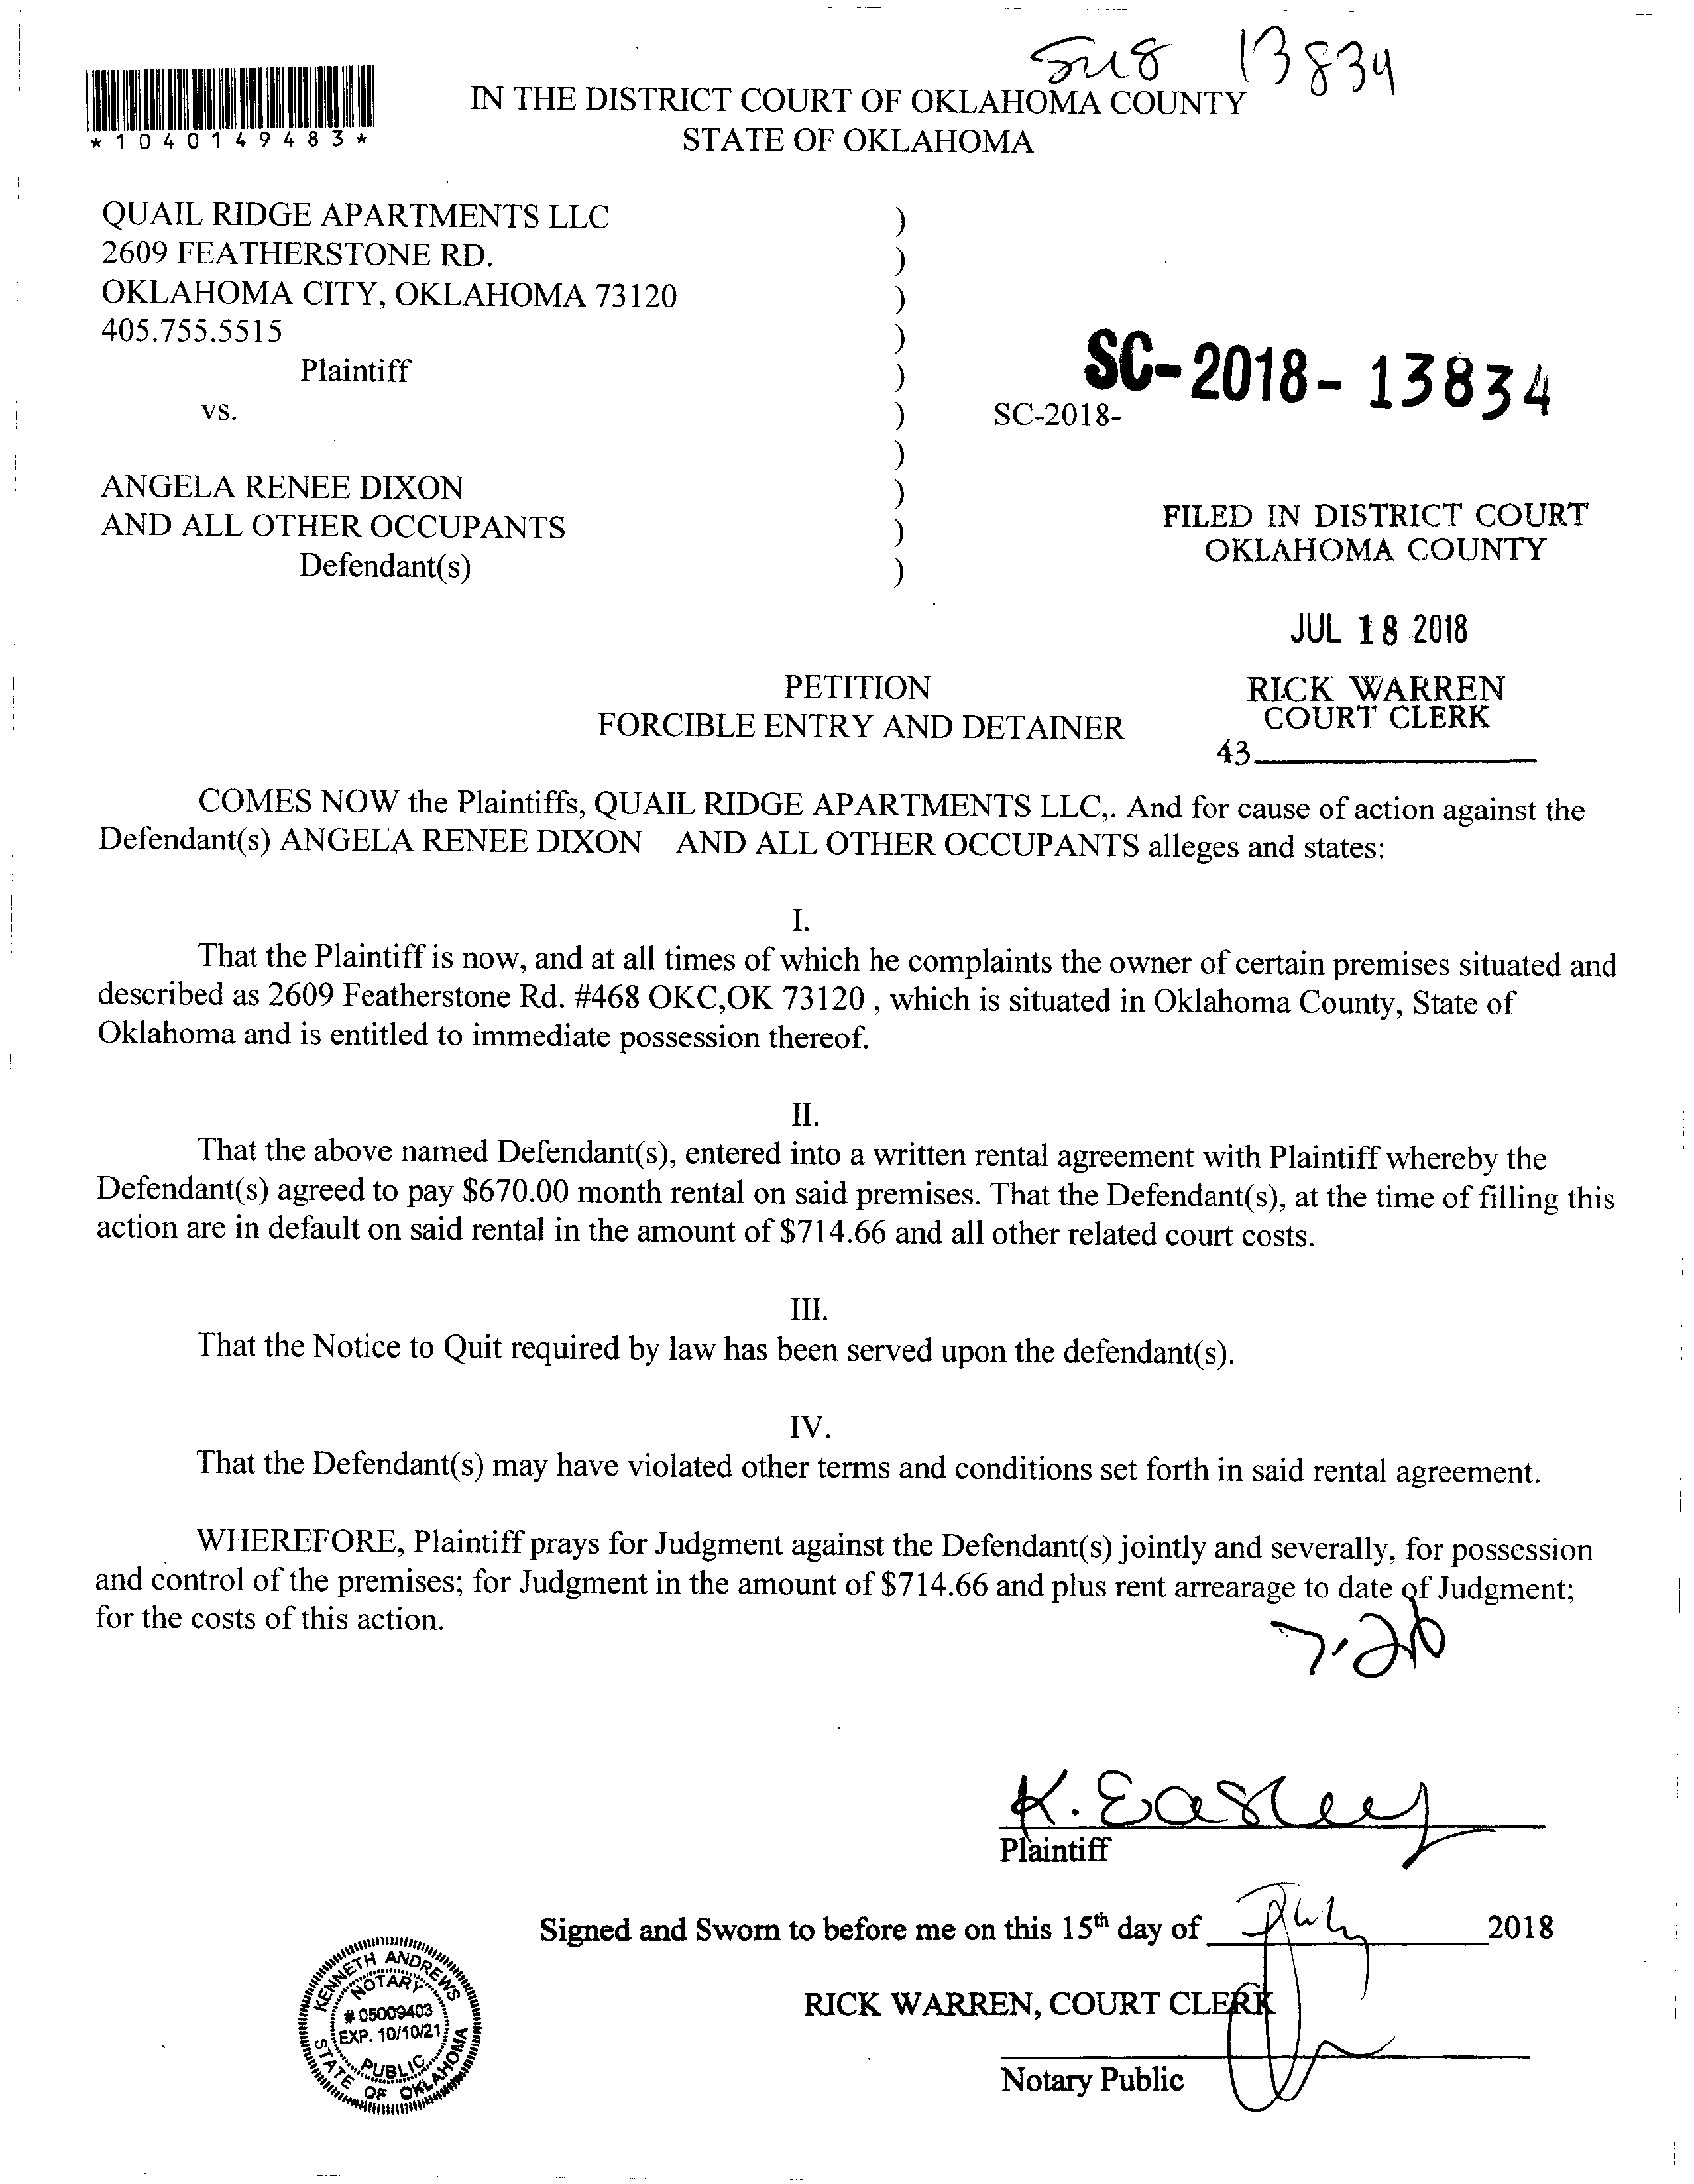 SC18 13834
*1040149483*
IN THE DISTRICT COURT OF OKLAHOMA COUNTY
STATE OF OKLAHOMA
QUAIL RIDGE APARTMENTS LLC )
2609 FEATHERSTONE RD. )
OKLAHOMA CITY, OKLAHOMA 73120 )
405.755.5515 )
Plaintiff )
SC-2018- 13834
vs. ) SC-2018-
)
ANGELA RENEE DIXON )
AND ALL OTHER OCCUPANTS )
Defendant(s) )
FILED IN DISTRICT COURT
OKLAHOMA COUNTY
JUL 18 2018
RICK WARREN
COURT CLERK
43
PETITION
FORCIBLE ENTRY AND DETAINER
COMES NOW the Plaintiffs, QUAIL RIDGE APARTMENTS LLC,. And for cause of action against the
Defendant(s) ANGELA RENEE DIXON AND ALL OTHER OCCUPANTS alleges and states:
I.
That the Plaintiff is now, and at all times of which he complaints the owner of certain premises situated and
described as 2609 Featherstone Rd. #468 OKC,OK 73120 , which is situated in Oklahoma County, State of
Oklahoma and is entitled to immediate possession thereof.
II.
That the above named Defendant(s), entered into a written rental agreement with Plaintiff whereby the
Defendant(s) agreed to pay $670.00 month rental on said premises. That the Defendant(s), at the time of filling this
action are in default on said rental in the amount of $714.66 and all other related court costs.
III.
That the Notice to Quit required by law has been served upon the defendant(s).
IV.
That the Defendant(s) may have violated other terms and conditions set forth in said rental agreement.
WHEREFORE, Plaintiff prays for Judgment against the Defendant(s) jointly and severally, for possession
and control of the premises; for Judgment in the amount of $714.66 and plus rent arrearage to date of Judgment;
for the costs of this action.
K. Easley
Plaintiff
Signed and Sworn to before me on this 15th day of July 2018
RICK WARREN, COURT CLERK
Notary Public
KENNETH ANDREWS
NOTARY
# 05009403
EXP. 10/10/21
PUBLIC
STATE OF OKLAHOMA